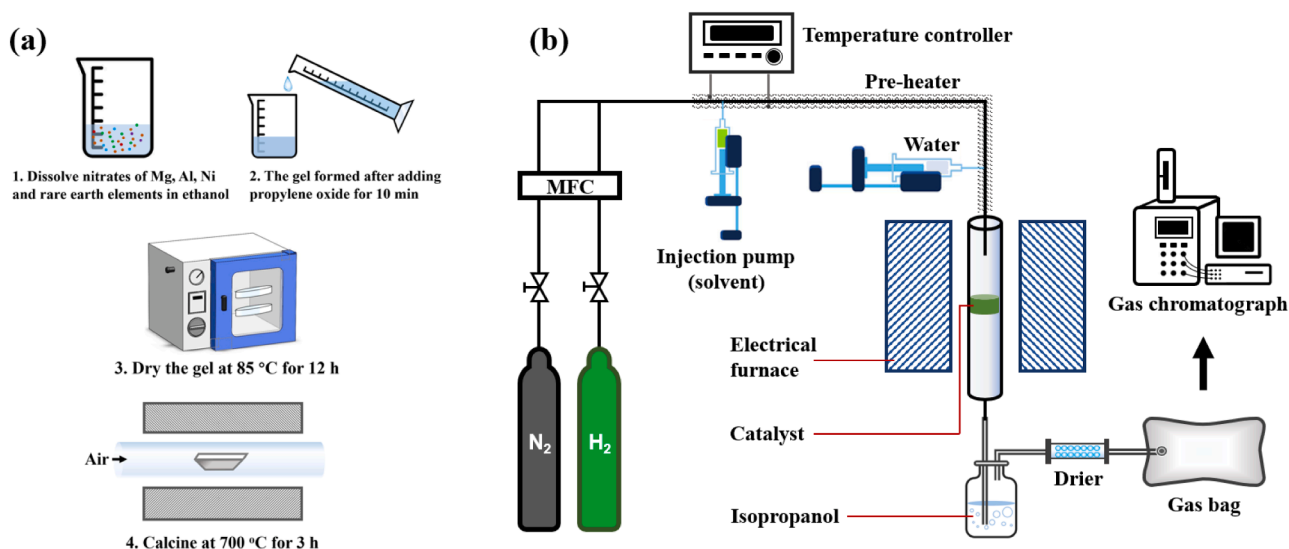 (a)
1. Dissolve nitrates of Mg, Al, Ni
and rare earth elements in ethanol
2. The gel formed after adding
propylene oxide for 10 min
3. Dry the gel at 85 °C for 12 h
Air
4. Calcine at 700 °C for 3 h
(b)
Temperature controller
Pre-heater
Water
MFC
Injection pump
(solvent)
Gas chromatograph
Electrical
furnace
N2
H2
Catalyst
Drier
Gas bag
Isopropanol